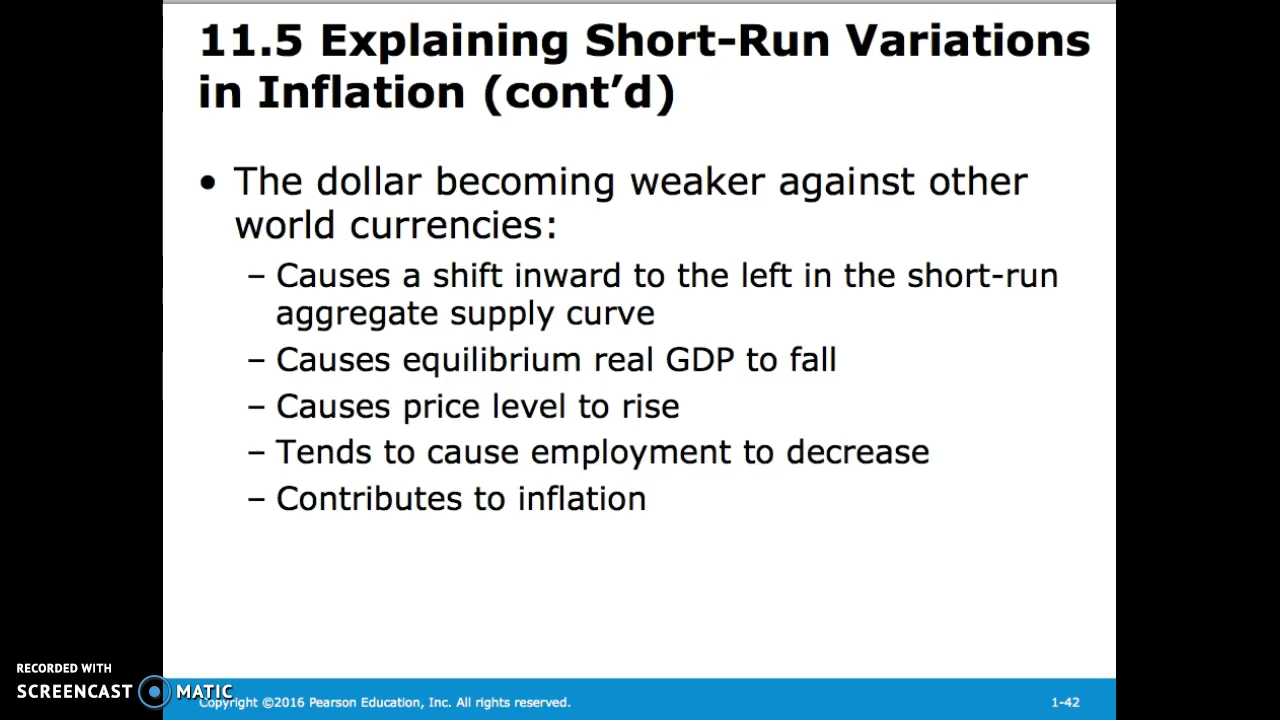 11.5 Explaining Short-Run Variations
in Inflation (cont’d)
• The dollar becoming weaker against other
world currencies:
– Causes a shift inward to the left in the short-run
aggregate supply curve
– Causes equilibrium real GDP to fall
– Causes price level to rise
– Tends to cause employment to decrease
– Contributes to inflation
RECORDED WITH
SCREENCAST MATIC
Copyright ©2016 Pearson Education, Inc. All rights reserved.
1-42